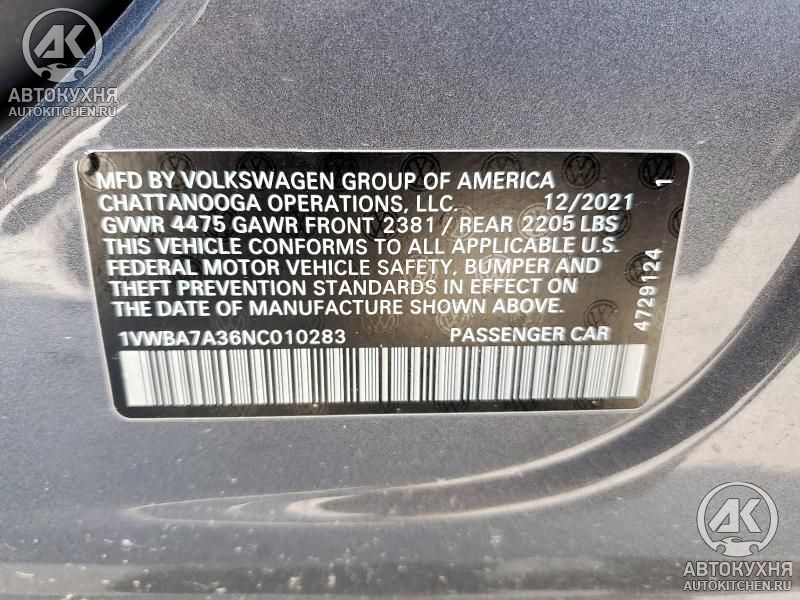 AK
АВТОКУХНЯ
AUTOKITCHEN.RU
MFD BY VOLKSWAGEN GROUP OF AMERICA
CHATTANOOGA OPERATIONS, LLC. 12/2021
GVWR 4475 GAWR FRONT 2381 / REAR 2205 LBS
THIS VEHICLE CONFORMS TO ALL APPLICABLE U.S.
FEDERAL MOTOR VEHICLE SAFETY, BUMPER AND
THEFT PREVENTION STANDARDS IN EFFECT ON
THE DATE OF MANUFACTURE SHOWN ABOVE.
1VWBA7A36NC010283 PASSENGER CAR
4729124 1
AK
АВТОКУХНЯ
AUTOKITCHEN.RU